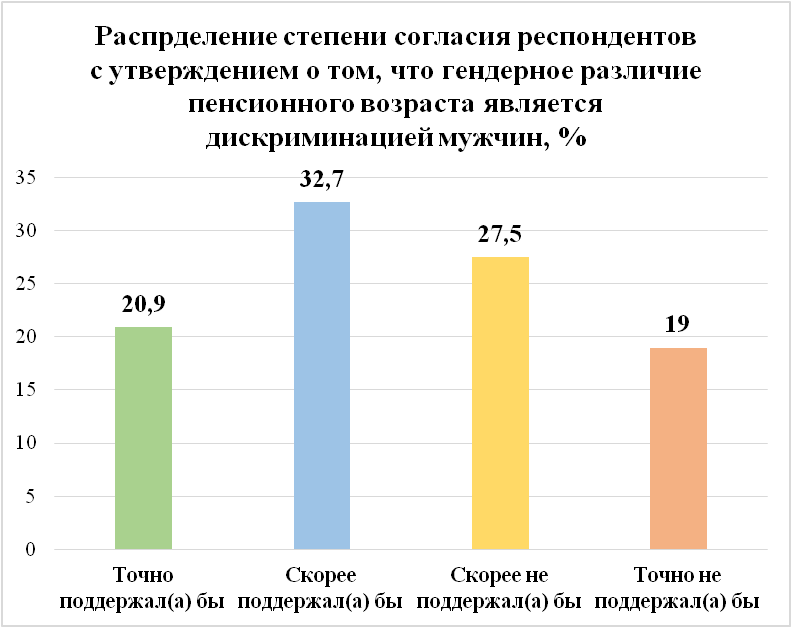 Распрделение степени согласия респондентов
с утверждением о том, что гендерное различие
пенсионного возраста является
дискриминацией мужчин, %
35
30
25
20
15
10
5
0
20,9
32,7
27,5
19
Точно
поддержал(а) бы
Скорее
поддержал(а) бы
Скорее не
поддержал(а) бы
Точно не
поддержал(а) бы